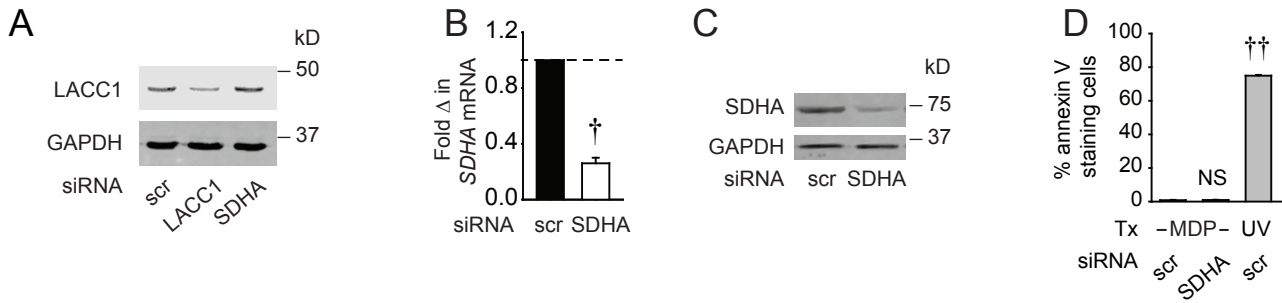 A
kD
LACC1
50
GAPDH
37
siRNA
scr
LACC1
SDHA
B
Fold Δ in
SDHA mRNA
1.2
0.8
0.4
0.0
†
siRNA
scr SDHA
C
kD
SDHA
75
GAPDH
37
siRNA
scr SDHA
D
% annexin V
staining cells
100
80
60
40
20
0
NS
††
Tx –MDP– UV
siRNA
scr
SDHA
scr